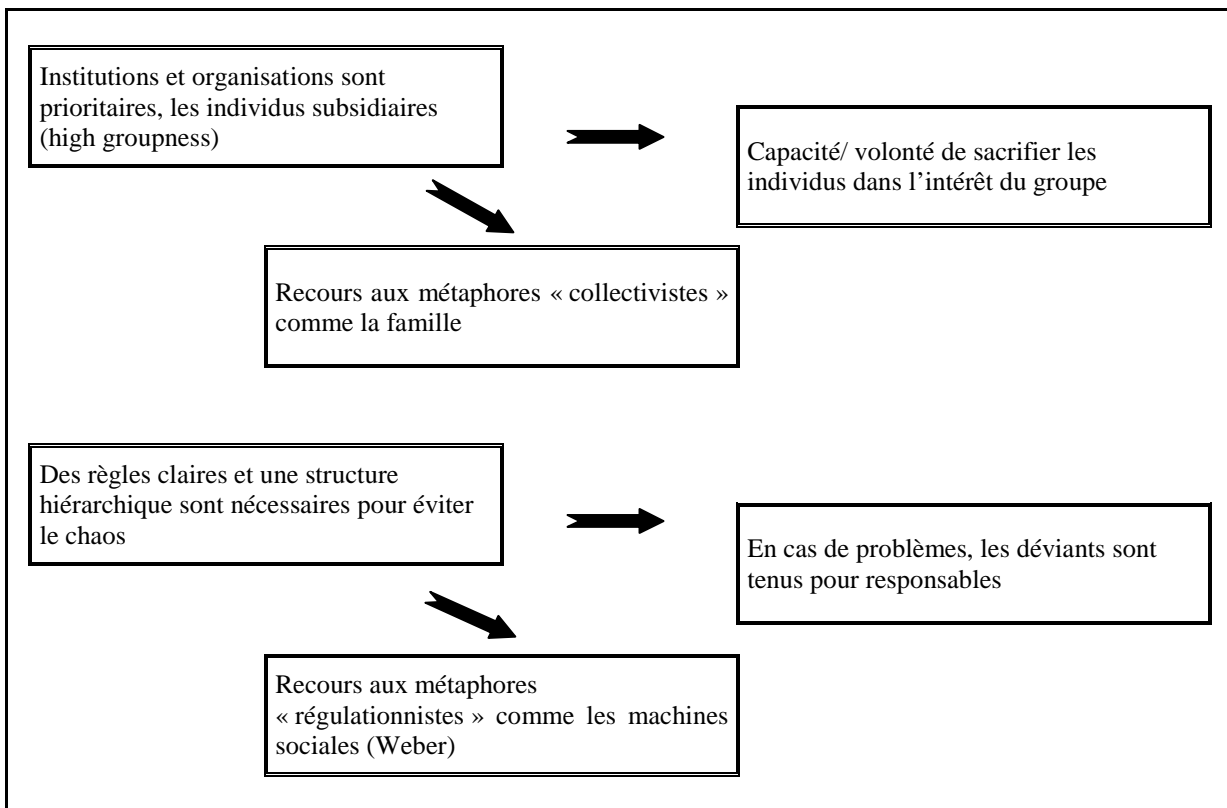 Institutions et organisations sont
prioritaires, les individus subsidiaires
(high groupness)
Capacité/ volonté de sacrifier les
individus dans l’intérêt du groupe
Recours aux métaphores « collectivistes »
comme la famille
Des règles claires et une structure
hiérarchique sont nécessaires pour éviter
le chaos
En cas de problèmes, les déviants sont
tenus pour responsables
Recours aux métaphores
« régulationnistes » comme les machines
sociales (Weber)